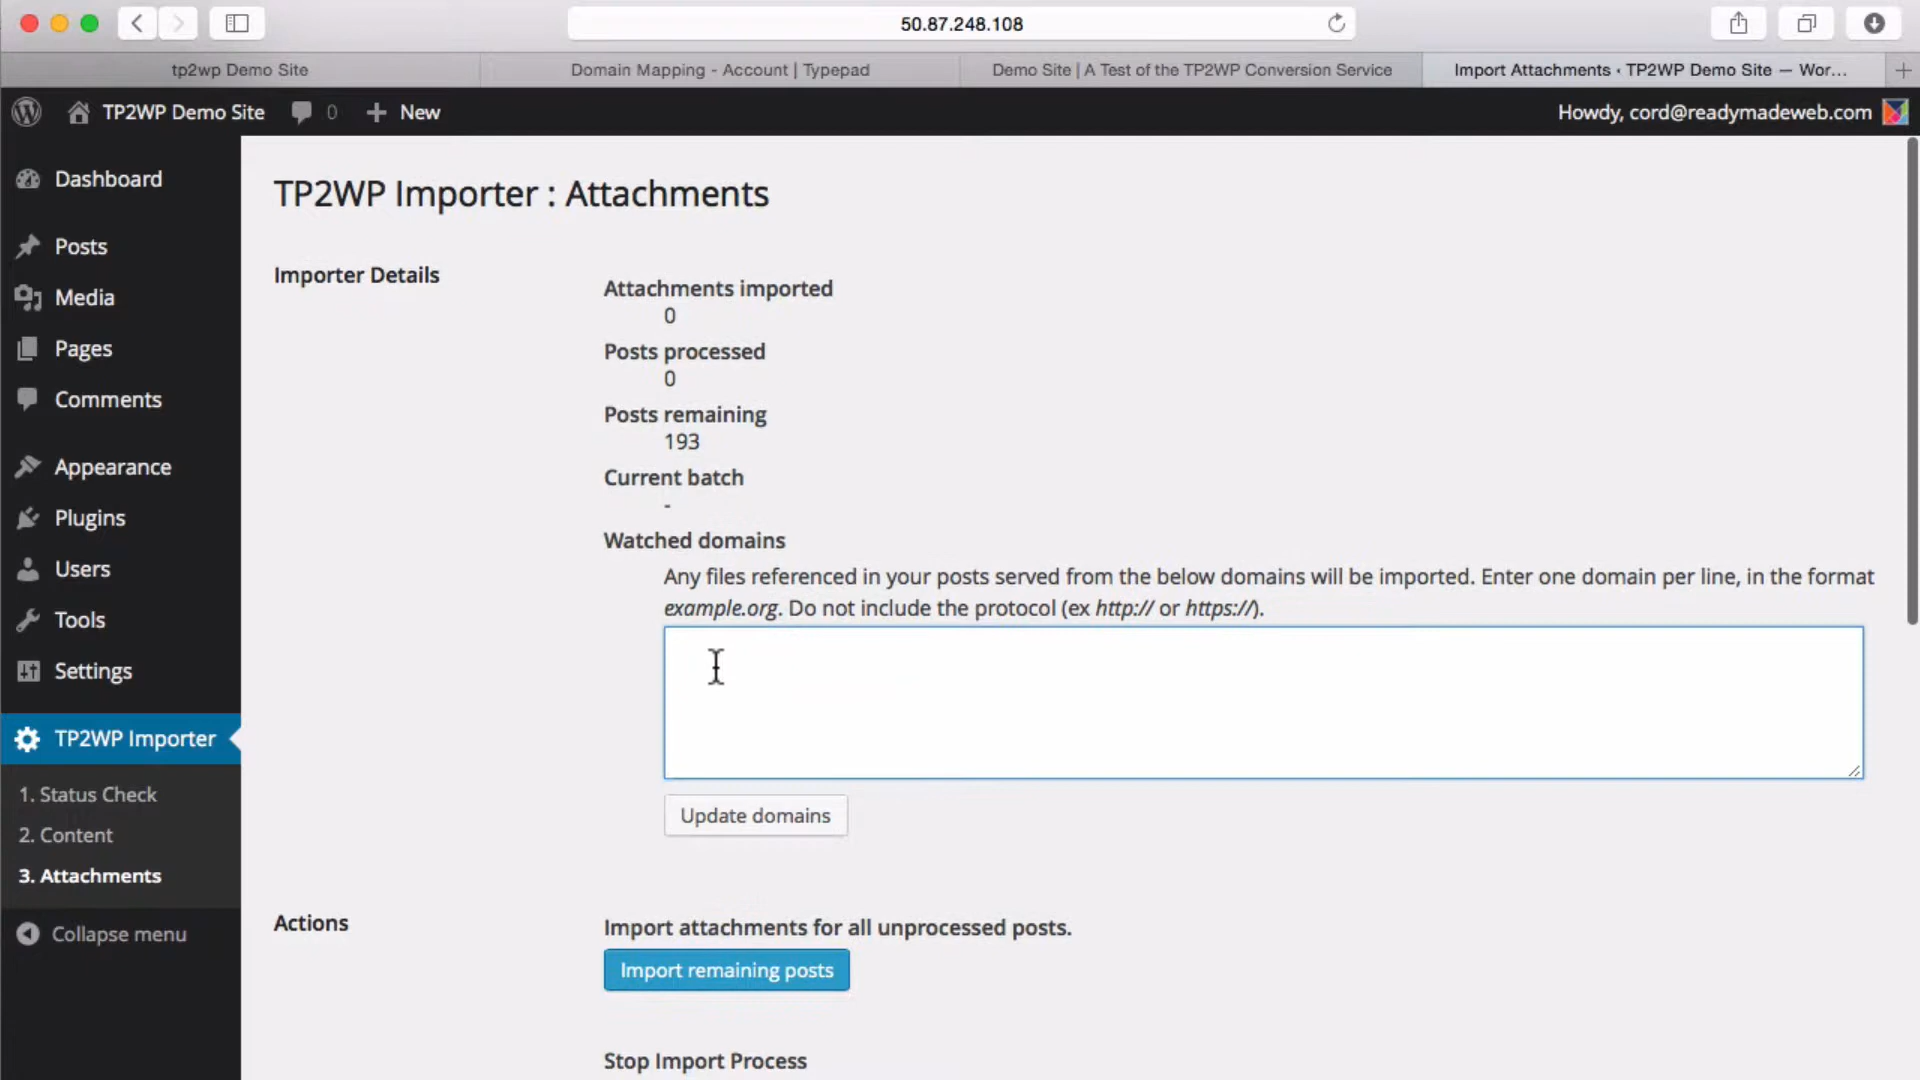 50.87.248.108
tp2wp Demo Site
Domain Mapping - Account | Typepad
Demo Site | A Test of the TP2WP Conversion Service
Import Attachments ‹ TP2WP Demo Site — Wor...
TP2WP Demo Site
0
New
Howdy, cord@readymadeweb.com
Dashboard
Posts
Media
Pages
Comments
Appearance
Plugins
Users
Tools
Settings
TP2WP Importer
1. Status Check
2. Content
3. Attachments
Collapse menu
TP2WP Importer : Attachments
Importer Details
Attachments imported
0
Posts processed
0
Posts remaining
193
Current batch
-
Watched domains
Any files referenced in your posts served from the below domains will be imported. Enter one domain per line, in the format
example.org. Do not include the protocol (ex http:// or https://).
Update domains
Actions
Import attachments for all unprocessed posts.
Import remaining posts
Stop Import Process